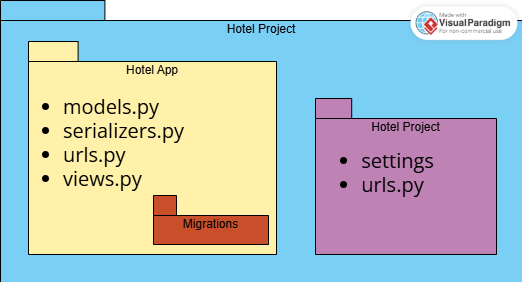 Hotel Project
Made with
Visual Paradigm
For non-commercial use
Hotel App
• models.py
• serializers.py
• urls.py
• views.py
Migrations
Hotel Project
• settings
• urls.py